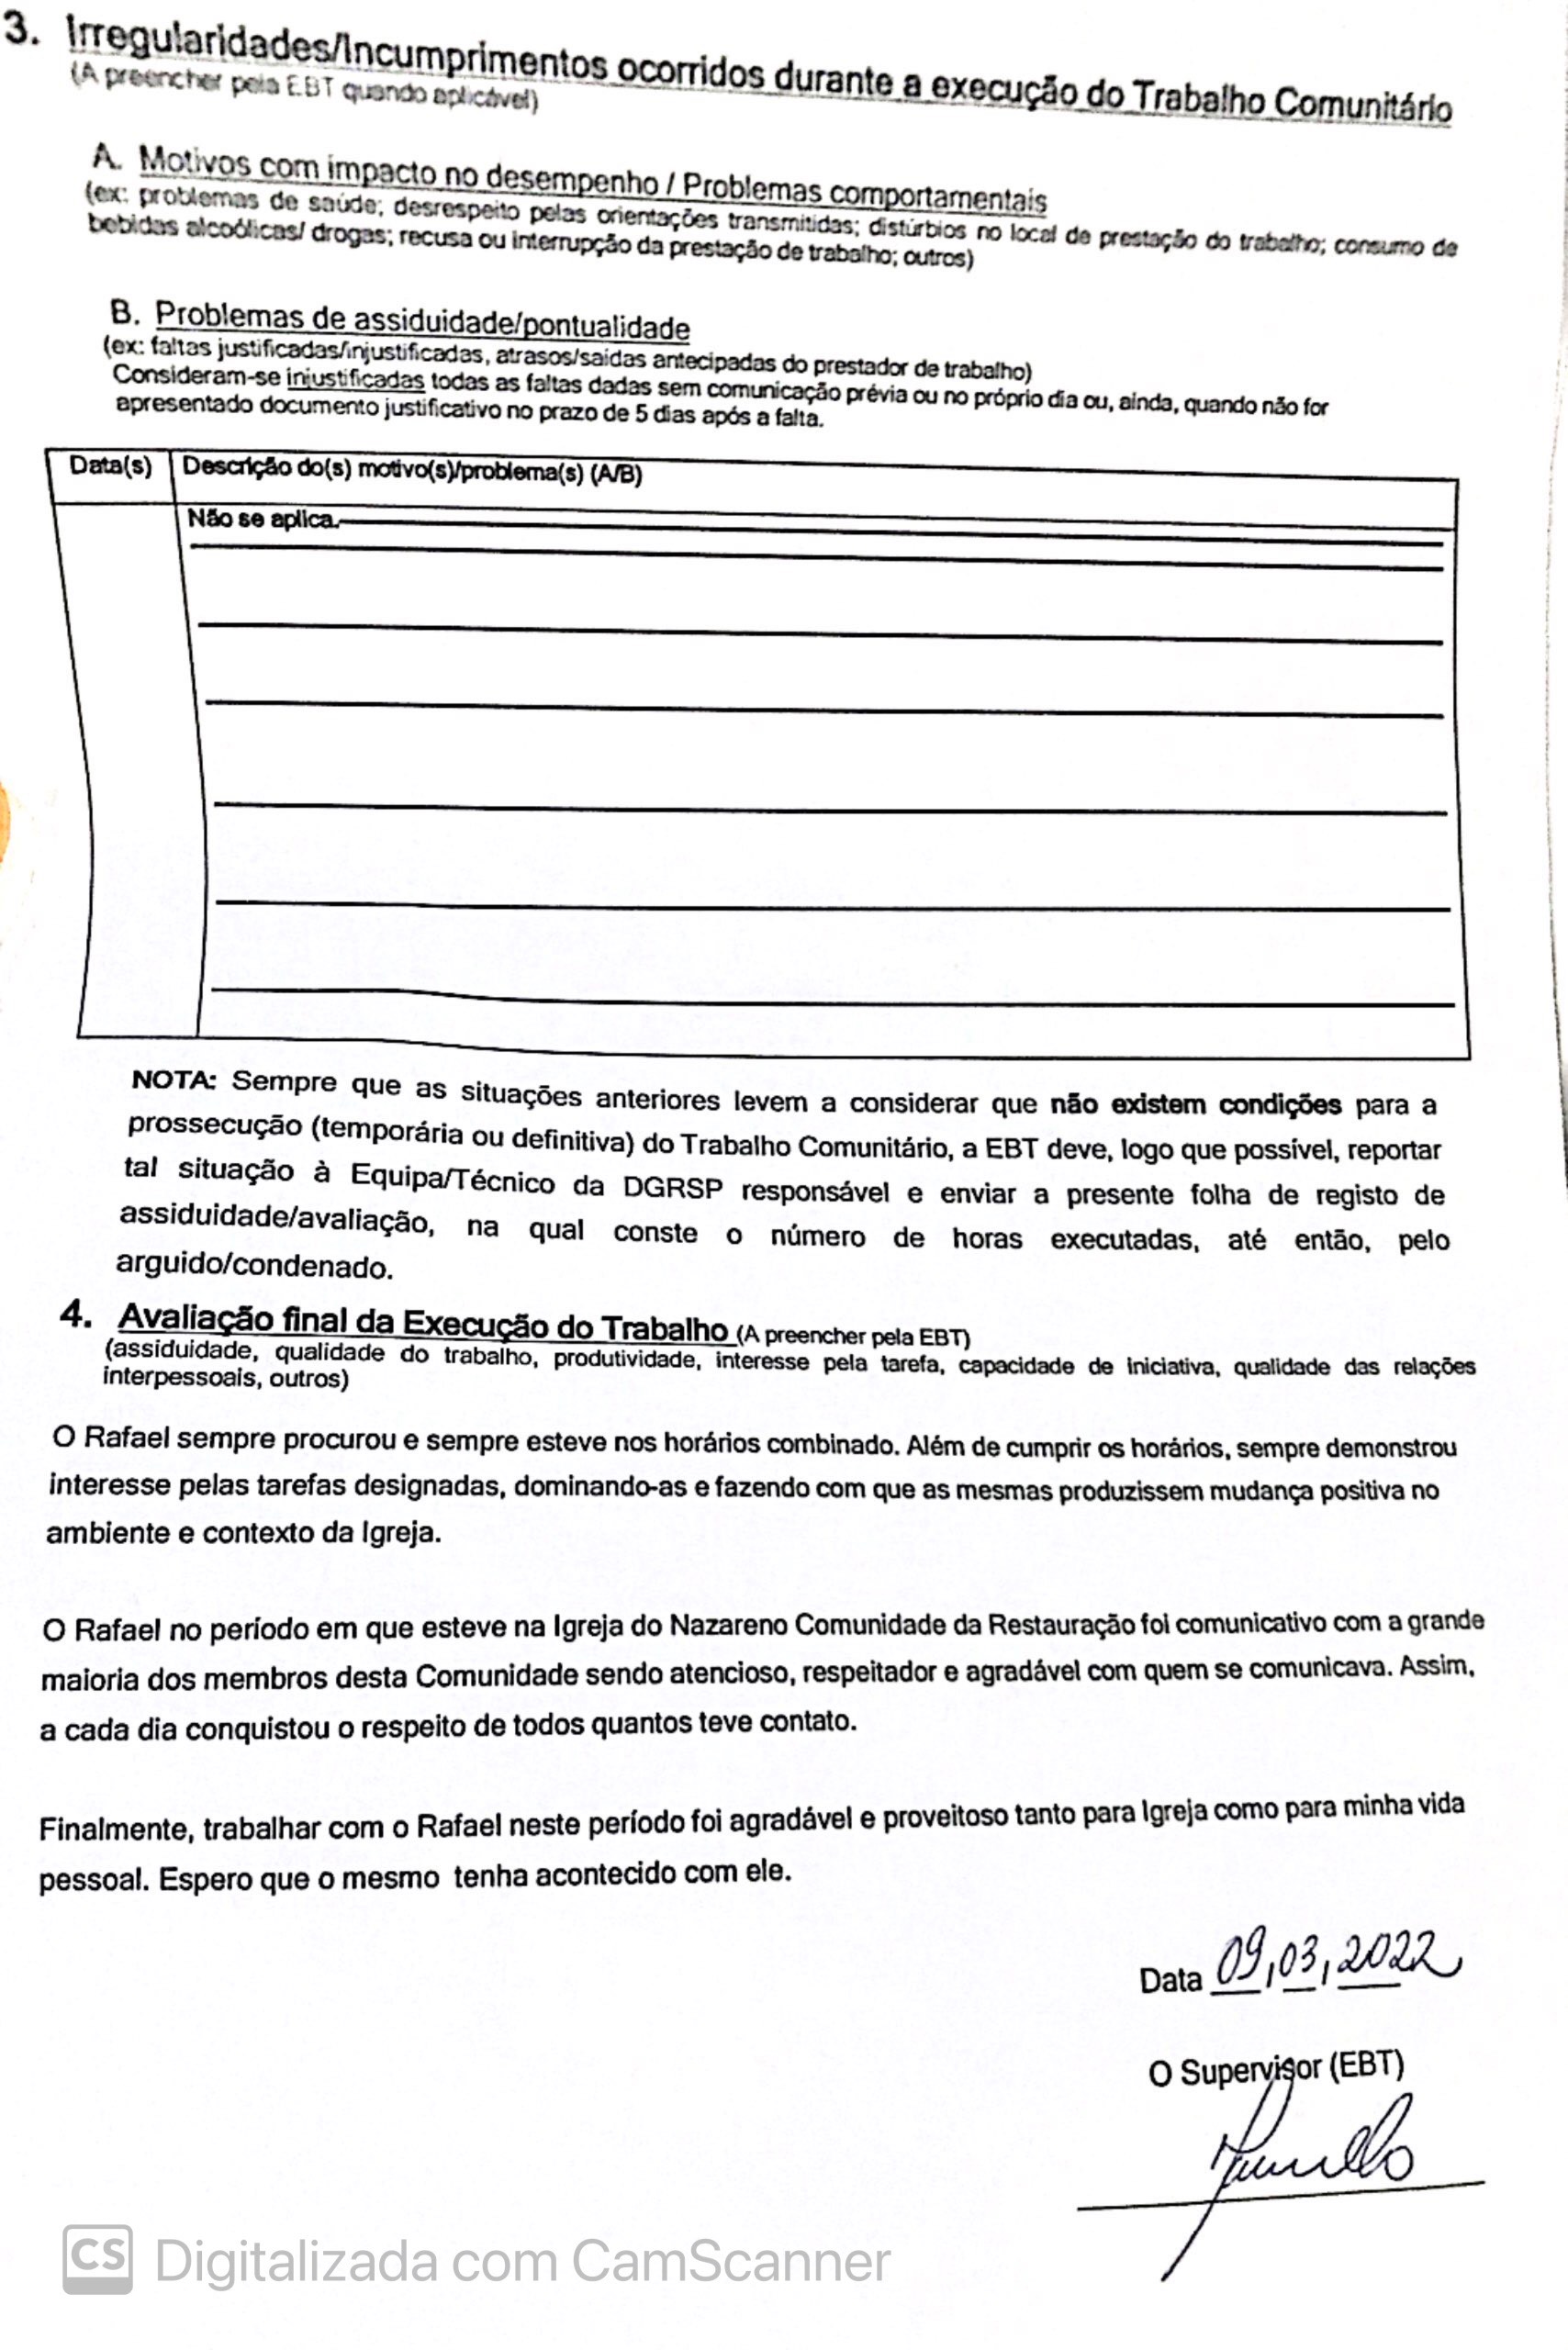 3. Irregularidades/Incumprimentos ocorridos durante a execução do Trabalho Comunitário
(A preencher pela EBT quando aplicável)
A. Motivos com impacto no desempenho / Problemas comportamentais
(ex: problemas de saúde; desrespeito pelas orientações transmitidas; distúrbios no local de prestação do trabalho; consumo de
bebidas alcoólicas/ drogas; recusa ou interrupção da prestação de trabalho; outros)
B. Problemas de assiduidade/pontualidade
(ex: faltas justificadas/injustificadas, atrasos/saídas antecipadas do prestador de trabalho)
Consideram-se injustificadas todas as faltas dadas sem comunicação prévia ou no próprio dia ou, ainda, quando não for
apresentado documento justificativo no prazo de 5 dias após a falta.
Data(s) Descrição do(s) motivo(s)/problema(s) (A/B)
Não se aplica.
NOTA: Sempre que as situações anteriores levem a considerar que não existem condições para a
prossecução (temporária ou definitiva) do Trabalho Comunitário, a EBT deve, logo que possível, reportar
tal situação à Equipa/Técnico da DGRSP responsável e enviar a presente folha de registo de
assiduidade/avaliação, na qual conste o número de horas executadas, até então, pelo
arguido/condenado.
4. Avaliação final da Execução do Trabalho (A preencher pela EBT)
(assiduidade, qualidade do trabalho, produtividade, interesse pela tarefa, capacidade de iniciativa, qualidade das relações
interpessoais, outros)
O Rafael sempre procurou e sempre esteve nos horários combinado. Além de cumprir os horários, sempre demonstrou
interesse pelas tarefas designadas, dominando-as e fazendo com que as mesmas produzissem mudança positiva no
ambiente e contexto da Igreja.
O Rafael no período em que esteve na Igreja do Nazareno Comunidade da Restauração foi comunicativo com a grande
maioria dos membros desta Comunidade sendo atencioso, respeitador e agradável com quem se comunicava. Assim,
a cada dia conquistou o respeito de todos quantos teve contato.
Finalmente, trabalhar com o Rafael neste período foi agradável e proveitoso tanto para Igreja como para minha vida
pessoal. Espero que o mesmo tenha acontecido com ele.
Data 09,03,2022
O Supervisor (EBT)
CS Digitalizada com CamScanner